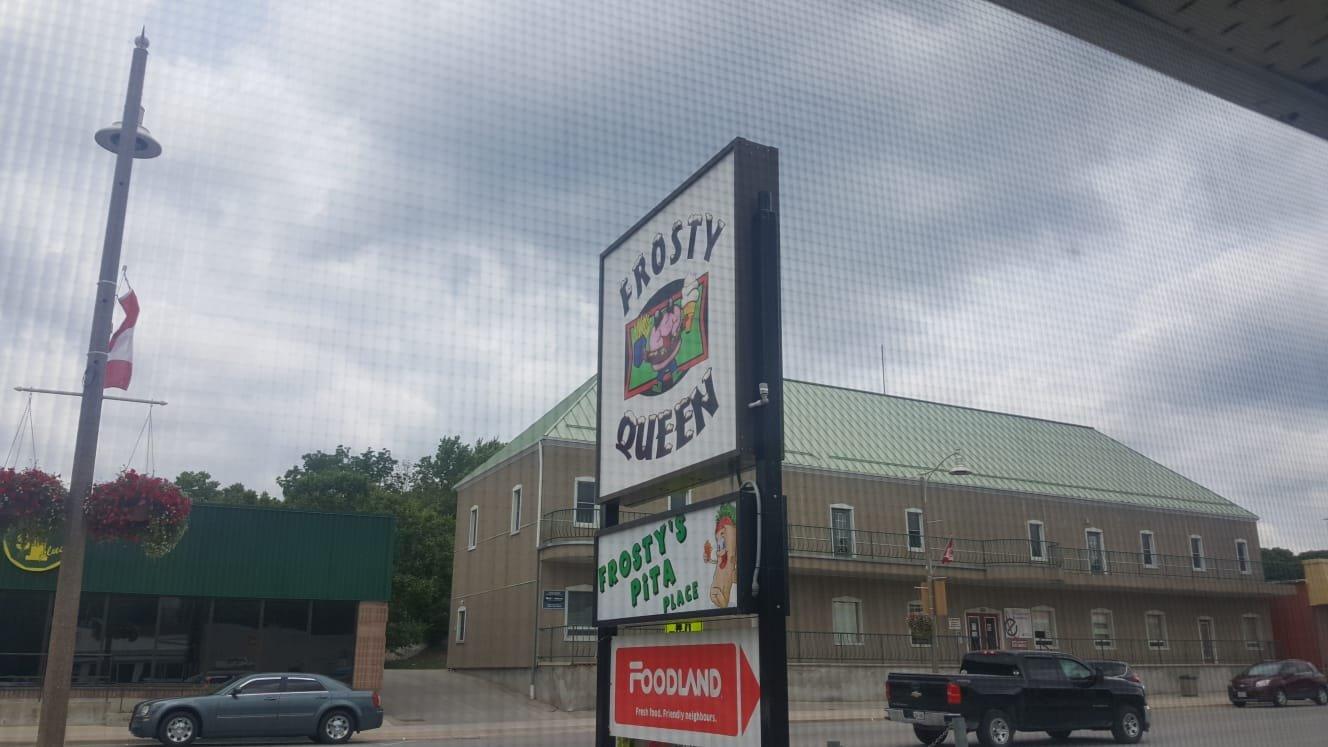 FROSTY
QUEEN
FROSTY'S
PiTA
PLACE
FOODLAND
Fresh food. Friendly neighbours.